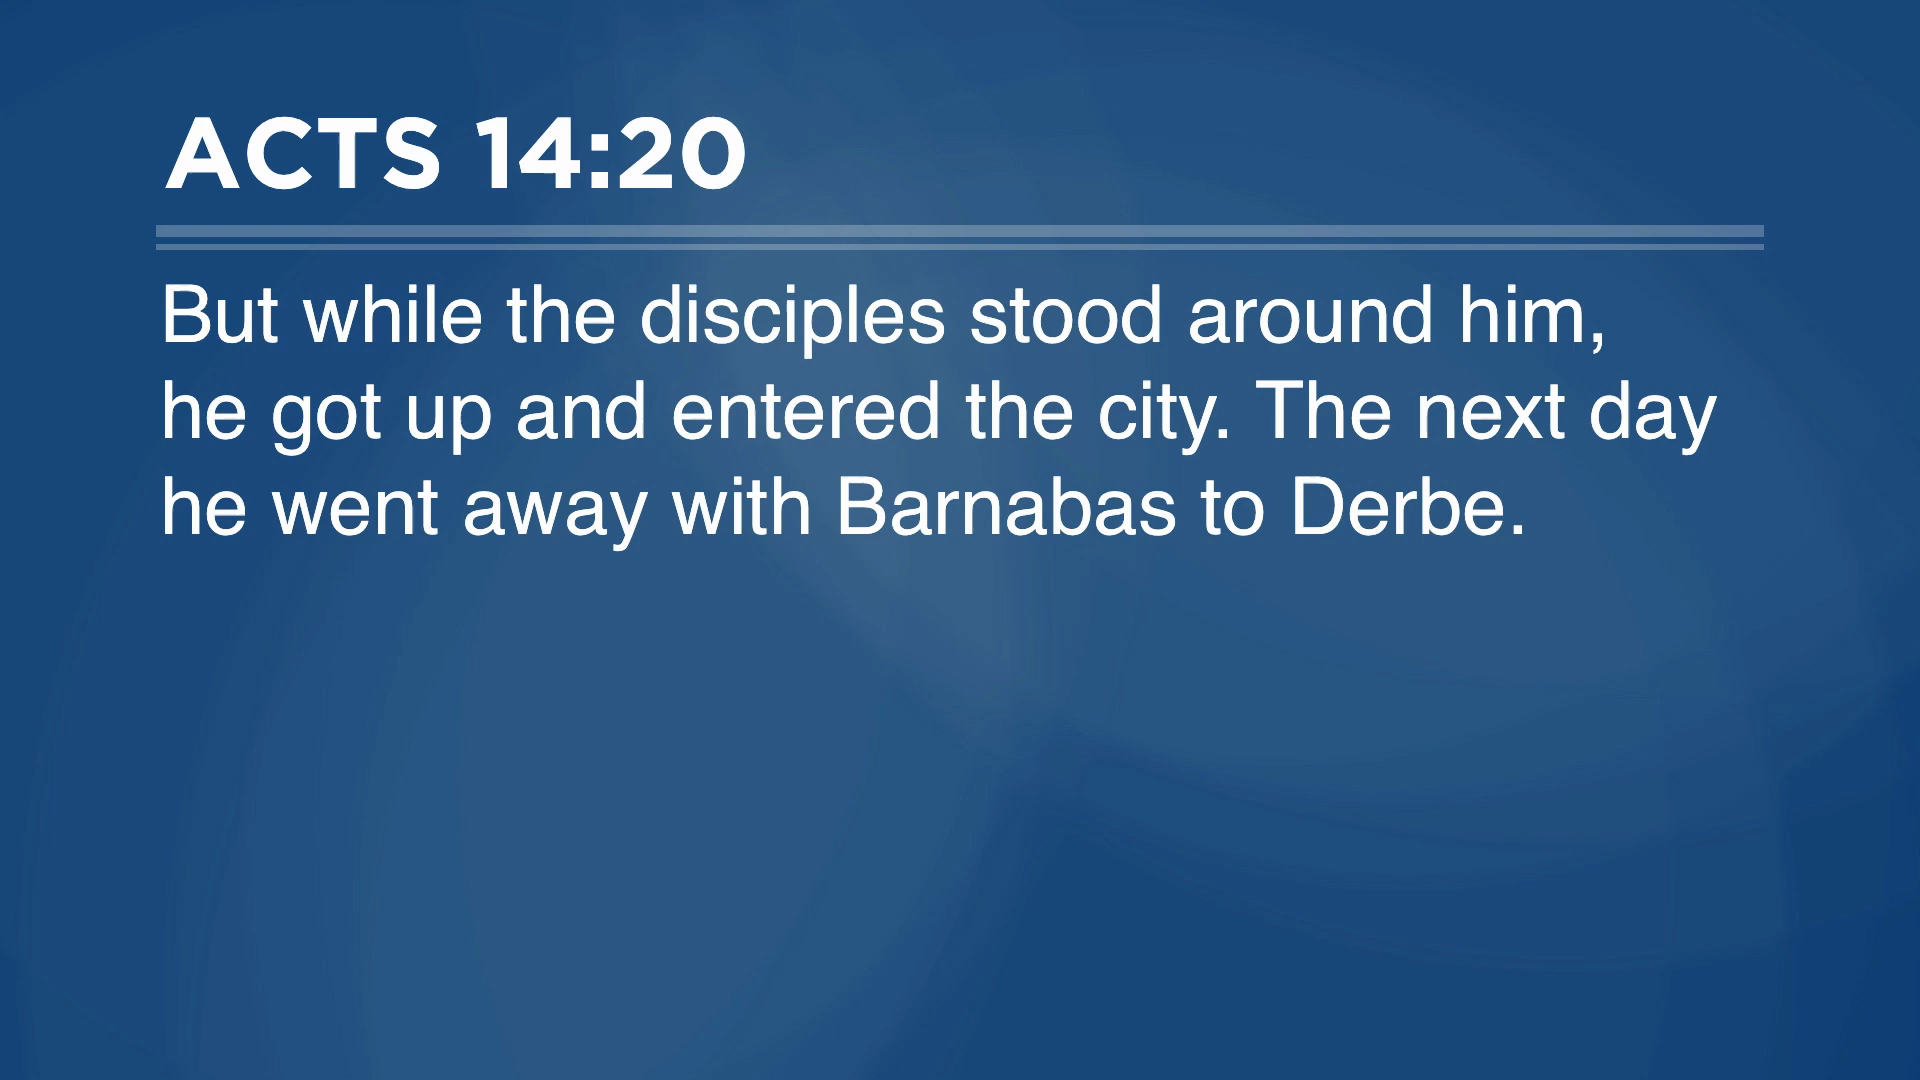 ACTS 14:20
But while the disciples stood around him,
he got up and entered the city. The next day
he went away with Barnabas to Derbe.